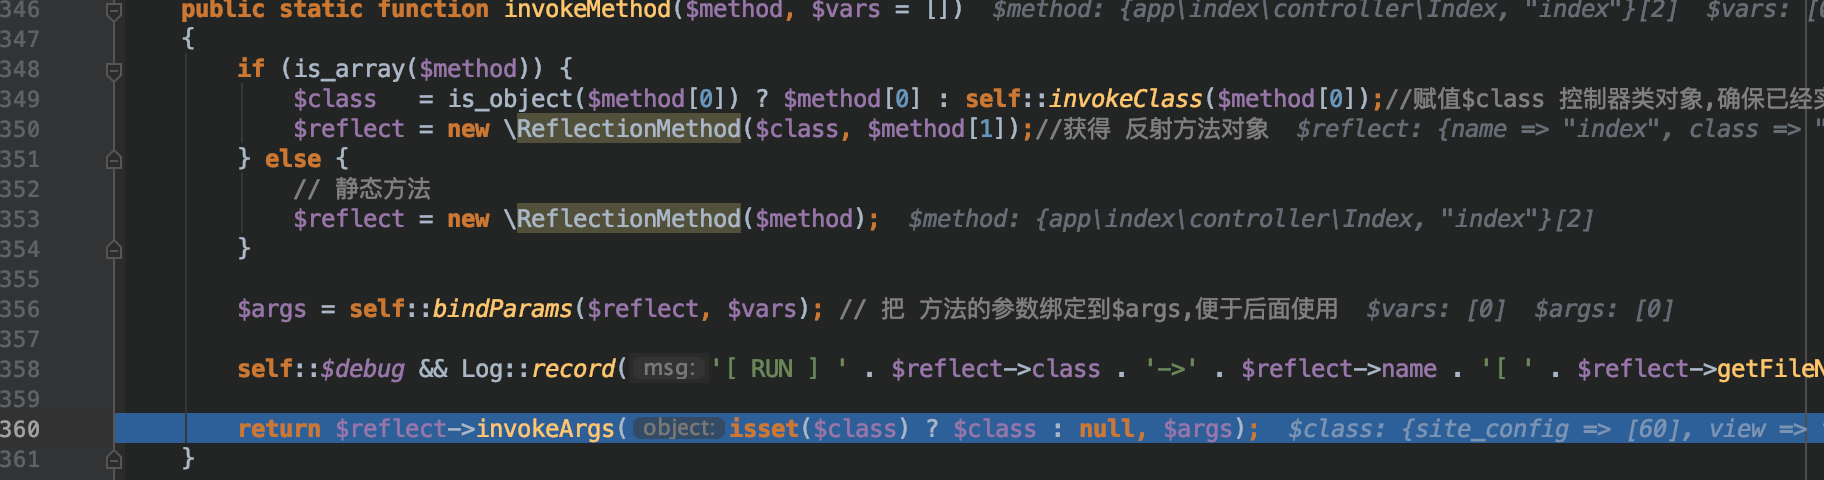 346 public static function invokeMethod($method, $vars = []) $method: {app\index\controller\Index, "index"}[2] $vars: [0
347 {
348 if (is_array($method)) {
349 $class = is_object($method[0]) ? $method[0] : self::invokeClass($method[0]);//赋值$class 控制器类对象,确保已经实
350 $reflect = new \ReflectionMethod($class, $method[1]);//获得 反射方法对象 $reflect: {name => "index", class => "
351 } else {
352 // 静态方法
353 $reflect = new \ReflectionMethod($method); $method: {app\index\controller\Index, "index"}[2]
354 }
355
356 $args = self::bindParams($reflect, $vars); // 把 方法的参数绑定到$args,便于后面使用 $vars: [0] $args: [0]
357
358 self::$debug && Log::record( msg: '[ RUN ] ' . $reflect->class . '->' . $reflect->name . '[ ' . $reflect->getFileN
359
360 return $reflect->invokeArgs( object: isset($class) ? $class : null, $args); $class: {site_config => [60], view =>
361 }